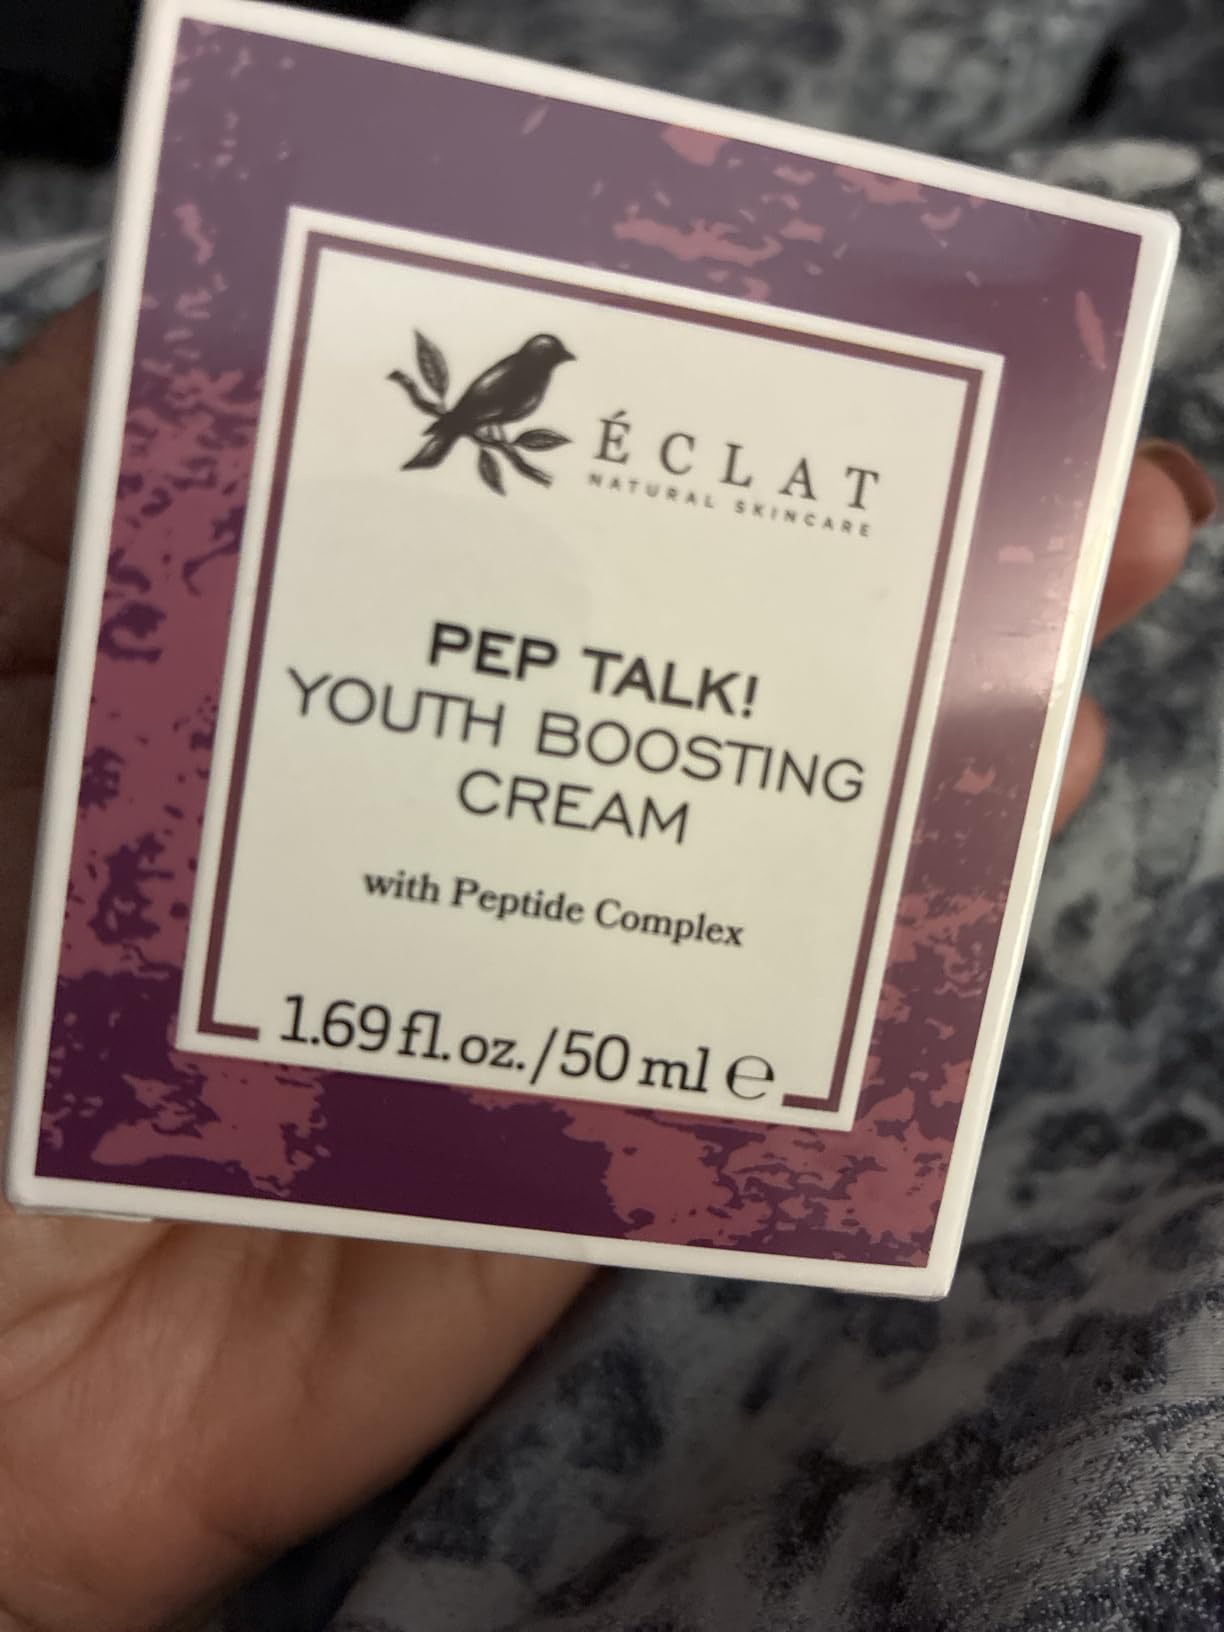 ÉCLAT
NATURAL SKINCARE
PEP TALK!
YOUTH BOOSTING
CREAM
with Peptide Complex
1.69 fl. oz./50 ml ℮